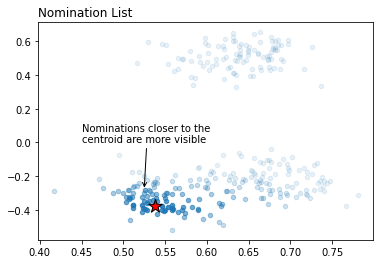 Nomination List
0.6
0.4
0.2
0.0
−0.2
−0.4
Nominations closer to the
centroid are more visible
0.40 0.45 0.50 0.55 0.60 0.65 0.70 0.75